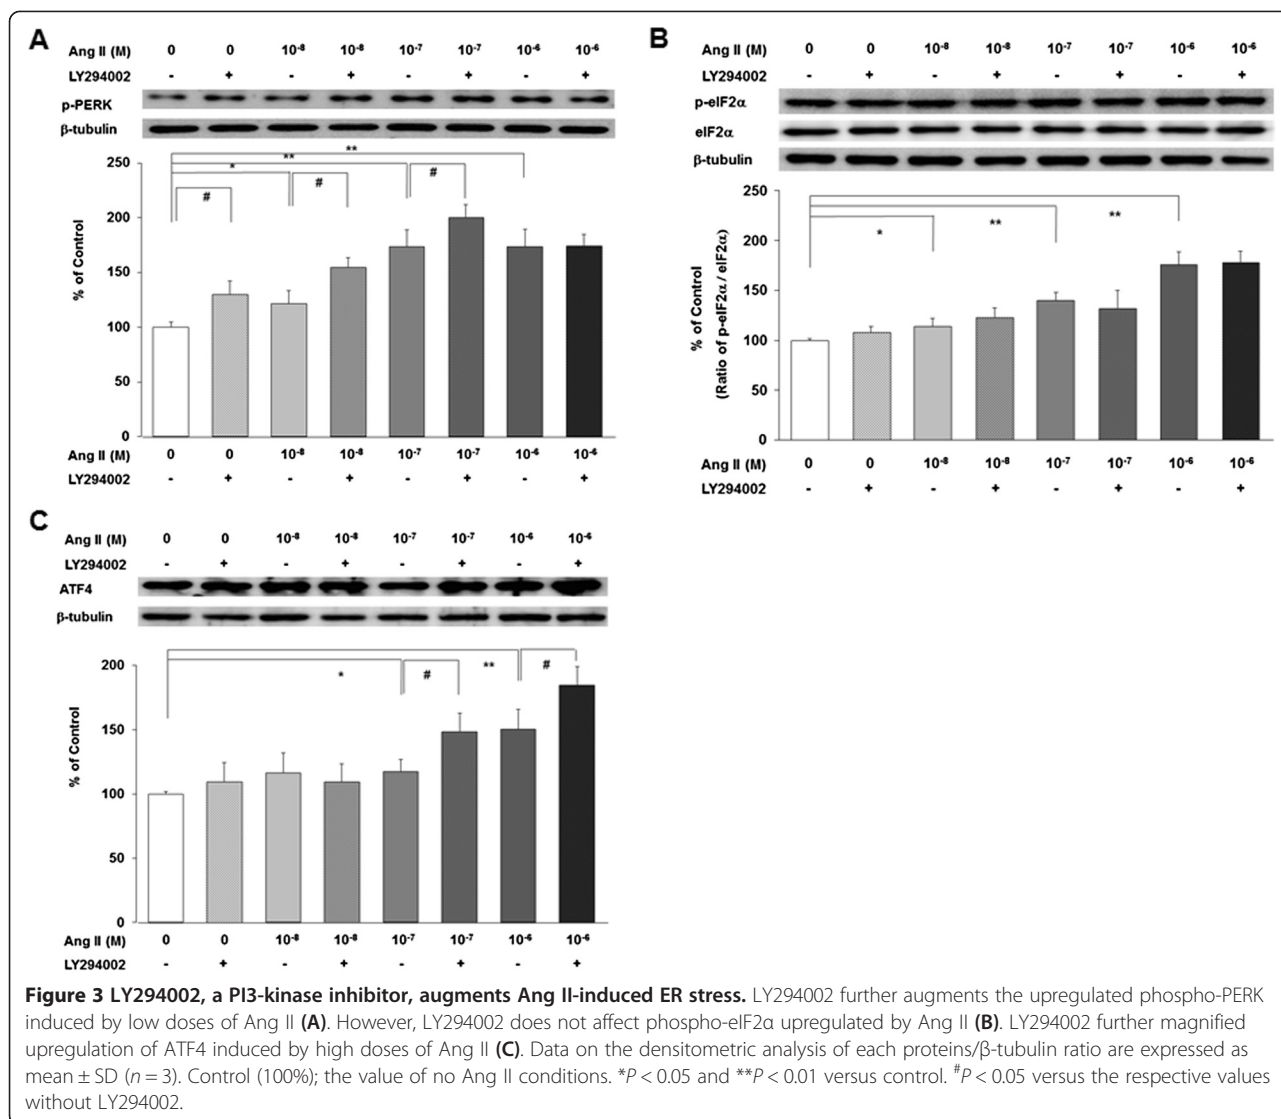 A
Ang II (M) 0 0 10⁻⁸ 10⁻⁸ 10⁻⁷ 10⁻⁷ 10⁻⁶ 10⁻⁶
LY294002 - + - + - + - +
p-PERK
β-tubulin
250
200
150
100
50
0
% of Control
** ** * # # #
Ang II (M) 0 0 10⁻⁸ 10⁻⁸ 10⁻⁷ 10⁻⁷ 10⁻⁶ 10⁻⁶
LY294002 - + - + - + - +
B
Ang II (M) 0 0 10⁻⁸ 10⁻⁸ 10⁻⁷ 10⁻⁷ 10⁻⁶ 10⁻⁶
LY294002 - + - + - + - +
p-eIF2α
eIF2α
β-tubulin
250
200
150
100
50
0
% of Control
(Ratio of p-eIF2α / eIF2α)
* ** **
Ang II (M) 0 0 10⁻⁸ 10⁻⁸ 10⁻⁷ 10⁻⁷ 10⁻⁶ 10⁻⁶
LY294002 - + - + - + - +
C
Ang II (M) 0 0 10⁻⁸ 10⁻⁸ 10⁻⁷ 10⁻⁷ 10⁻⁶ 10⁻⁶
LY294002 - + - + - + - +
ATF4
β-tubulin
200
150
100
50
0
% of Control
* # ** #
Ang II (M) 0 0 10⁻⁸ 10⁻⁸ 10⁻⁷ 10⁻⁷ 10⁻⁶ 10⁻⁶
LY294002 - + - + - + - +
Figure 3 LY294002, a PI3-kinase inhibitor, augments Ang II-induced ER stress. LY294002 further augments the upregulated phospho-PERK
induced by low doses of Ang II (A). However, LY294002 does not affect phospho-eIF2α upregulated by Ang II (B). LY294002 further magnified
upregulation of ATF4 induced by high doses of Ang II (C). Data on the densitometric analysis of each proteins/β-tubulin ratio are expressed as
mean ± SD (n = 3). Control (100%); the value of no Ang II conditions. *P < 0.05 and **P < 0.01 versus control. #P < 0.05 versus the respective values
without LY294002.